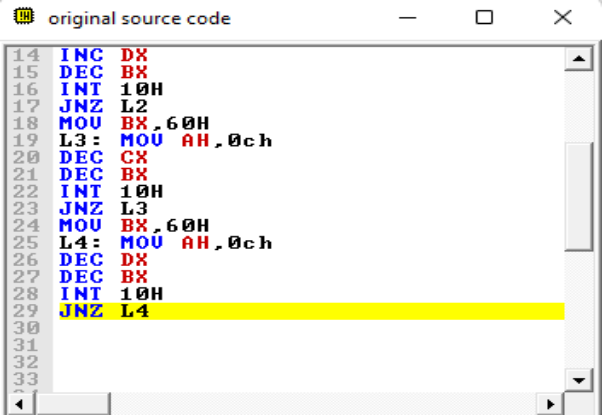 original source code
14 INC DX
15 DEC BX
16 INT 10H
17 JNZ L2
18 MOV BX,60H
19 L3: MOV AH,0ch
20 DEC CX
21 DEC BX
22 INT 10H
23 JNZ L3
24 MOV BX,60H
25 L4: MOV AH,0ch
26 DEC DX
27 DEC BX
28 INT 10H
29 JNZ L4
30
31
32
33